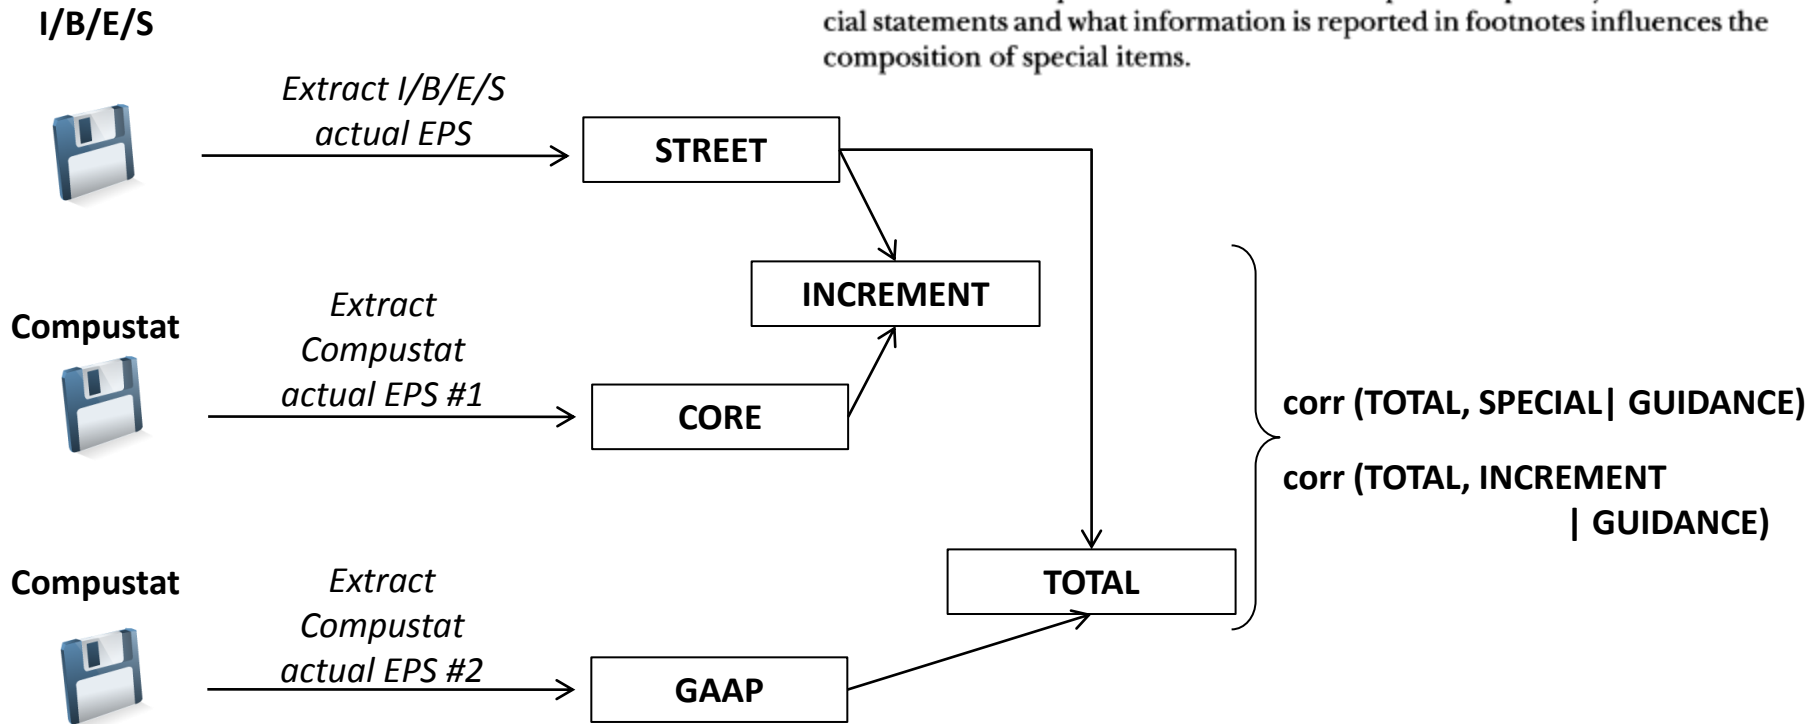 cial statements and what information is reported in footnotes influences the
composition of special items.
I/B/E/S
Extract I/B/E/S
actual EPS
STREET
INCREMENT
Compustat
Extract
Compustat
actual EPS #1
CORE
corr (TOTAL, SPECIAL| GUIDANCE)
corr (TOTAL, INCREMENT
| GUIDANCE)
TOTAL
Compustat
Extract
Compustat
actual EPS #2
GAAP